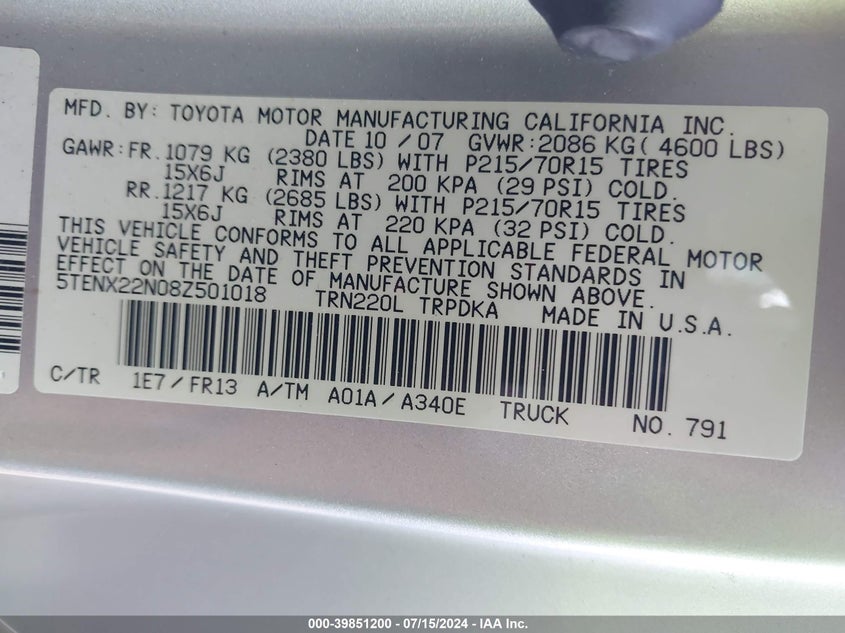 MFD. BY: TOYOTA MOTOR MANUFACTURING CALIFORNIA INC.
DATE 10 / 07 GVWR: 2086 KG( 4600 LBS)
GAWR: FR. 1079 KG (2380 LBS) WITH P215/70R15 TIRES
15X6J RIMS AT 200 KPA (29 PSI) COLD.
RR. 1217 KG (2685 LBS) WITH P215/70R15 TIRES
15X6J RIMS AT 220 KPA (32 PSI) COLD.
THIS VEHICLE CONFORMS TO ALL APPLICABLE FEDERAL MOTOR
VEHICLE SAFETY AND THEFT PREVENTION STANDARDS IN
EFFECT ON THE DATE OF MANUFACTURE SHOWN ABOVE.
5TENX22N08Z501018 TRN220L TRPDKA MADE IN U.S.A.
C/TR 1E7 / FR13 A/TM A01A / A340E TRUCK NO. 791
000-39851200 - 07/15/2024 - IAA Inc.